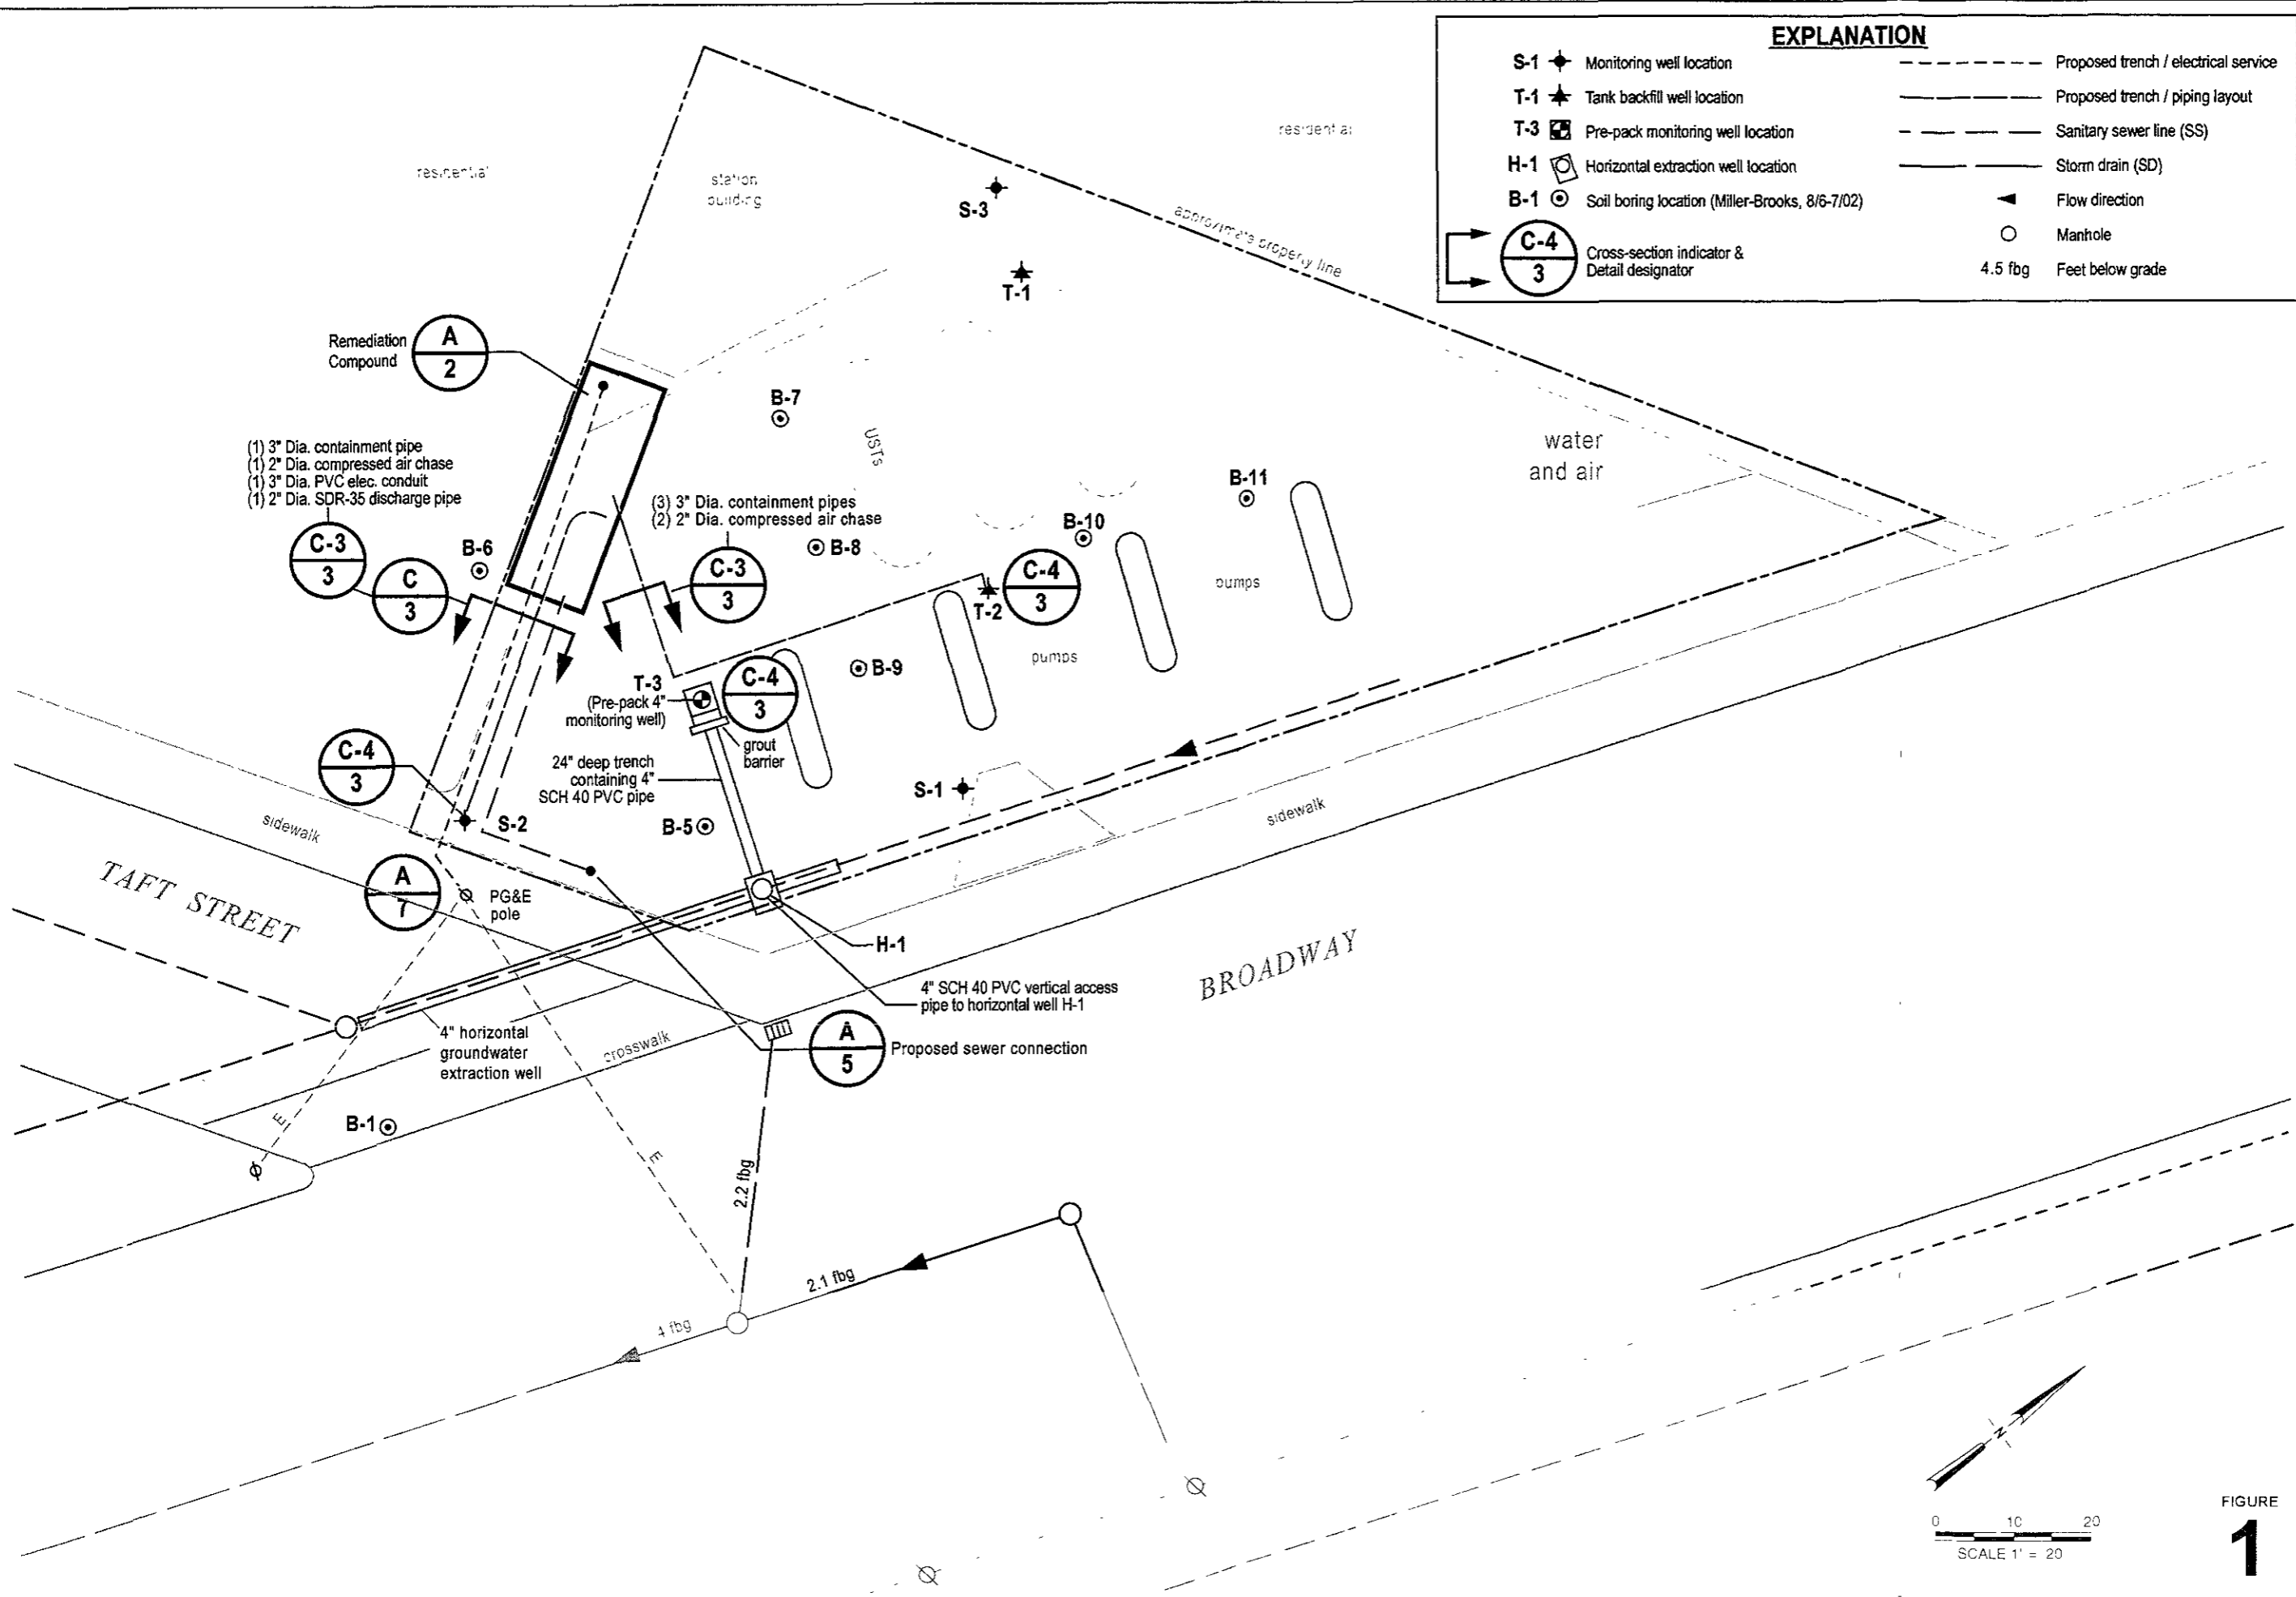 EXPLANATION
S-1 Monitoring well location
T-1 Tank backfill well location
T-3 Pre-pack monitoring well location
H-1 Horizontal extraction well location
B-1 Soil boring location (Miller-Brooks, 8/6-7/02)
C-4
3
Cross-section indicator &
Detail designator
Proposed trench / electrical service
Proposed trench / piping layout
Sanitary sewer line (SS)
Storm drain (SD)
Flow direction
Manhole
4.5 fbg Feet below grade
residential
residential
station
building
S-3
approximate property line
T-1
Remediation
Compound
A
2
B-7
USTs
water
and air
(1) 3" Dia. containment pipe
(1) 2" Dia. compressed air chase
(1) 3" Dia. PVC elec. conduit
(1) 2" Dia. SDR-35 discharge pipe
(3) 3" Dia. containment pipes
(2) 2" Dia. compressed air chase
B-11
B-10
B-8
B-6
C-3
3
C
3
C-3
3
C-4
3
T-2
pumps
pumps
B-9
T-3
(Pre-pack 4"
monitoring well)
C-4
3
grout
barrier
24" deep trench
containing 4"
SCH 40 PVC pipe
C-4
3
S-1
S-2
B-5
sidewalk
sidewalk
TAFT STREET
A
7
PG&E
pole
H-1
BROADWAY
4" SCH 40 PVC vertical access
pipe to horizontal well H-1
4" horizontal
groundwater
extraction well
crosswalk
A
5
Proposed sewer connection
B-1
E
E
2.2 fbg
2.1 fbg
4 fbg
N
0 10 20
SCALE 1' = 20
FIGURE
1